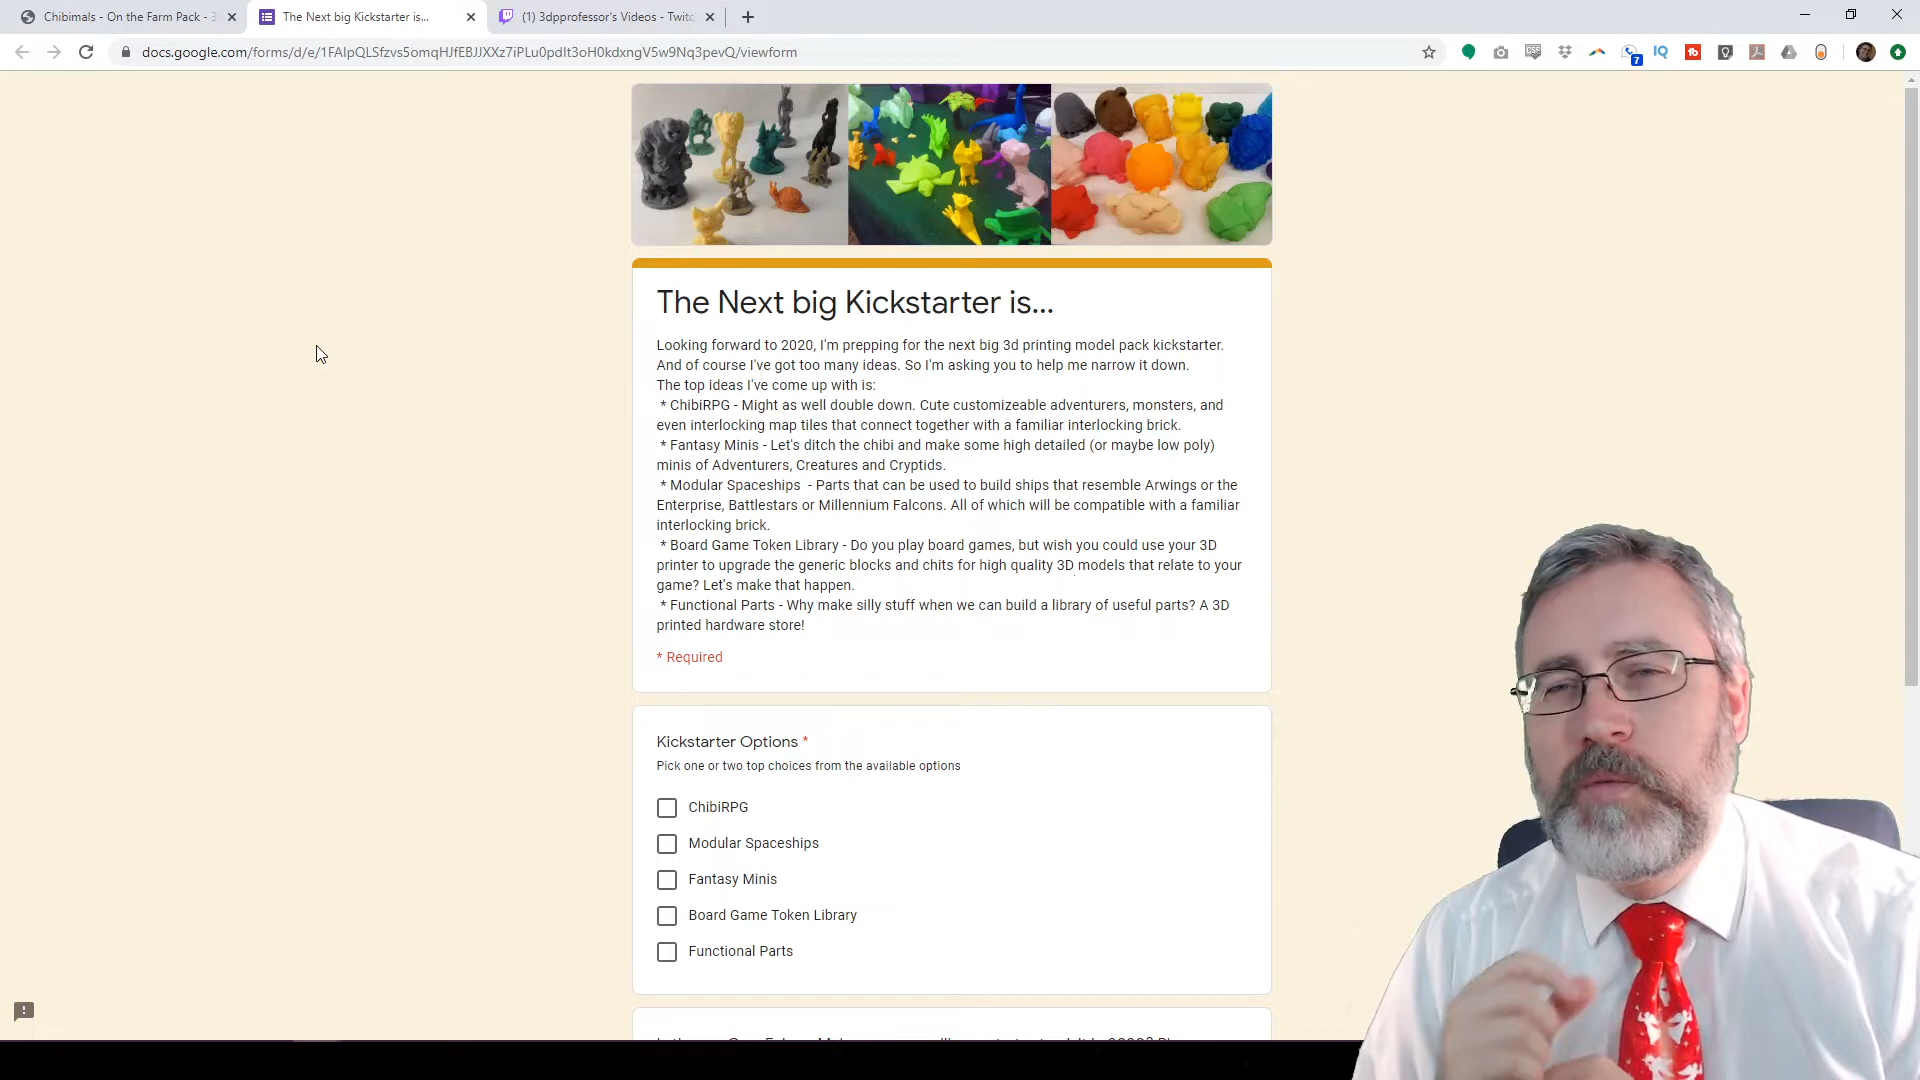 Chibimals - On the Farm Pack - 3
The Next big Kickstarter is...
(1) 3dpprofessor's Videos - Twitc
docs.google.com/forms/d/e/1FAIpQLSfzvs5omqHJfEBJJXXz7iPLu0pdIt3oH0kdxngV5w9Nq3pevQ/viewform
CSP
7
IQ
The Next big Kickstarter is...
Looking forward to 2020, I'm prepping for the next big 3d printing model pack kickstarter.
And of course I've got too many ideas. So I'm asking you to help me narrow it down.
The top ideas I've come up with is:
* ChibiRPG - Might as well double down. Cute customizeable adventurers, monsters, and
even interlocking map tiles that connect together with a familiar interlocking brick.
* Fantasy Minis - Let's ditch the chibi and make some high detailed (or maybe low poly)
minis of Adventurers, Creatures and Cryptids.
* Modular Spaceships - Parts that can be used to build ships that resemble Arwings or the
Enterprise, Battlestars or Millennium Falcons. All of which will be compatible with a familiar
interlocking brick.
* Board Game Token Library - Do you play board games, but wish you could use your 3D
printer to upgrade the generic blocks and chits for high quality 3D models that relate to your
game? Let's make that happen.
* Functional Parts - Why make silly stuff when we can build a library of useful parts? A 3D
printed hardware store!
* Required
Kickstarter Options *
Pick one or two top choices from the available options
ChibiRPG
Modular Spaceships
Fantasy Minis
Board Game Token Library
Functional Parts